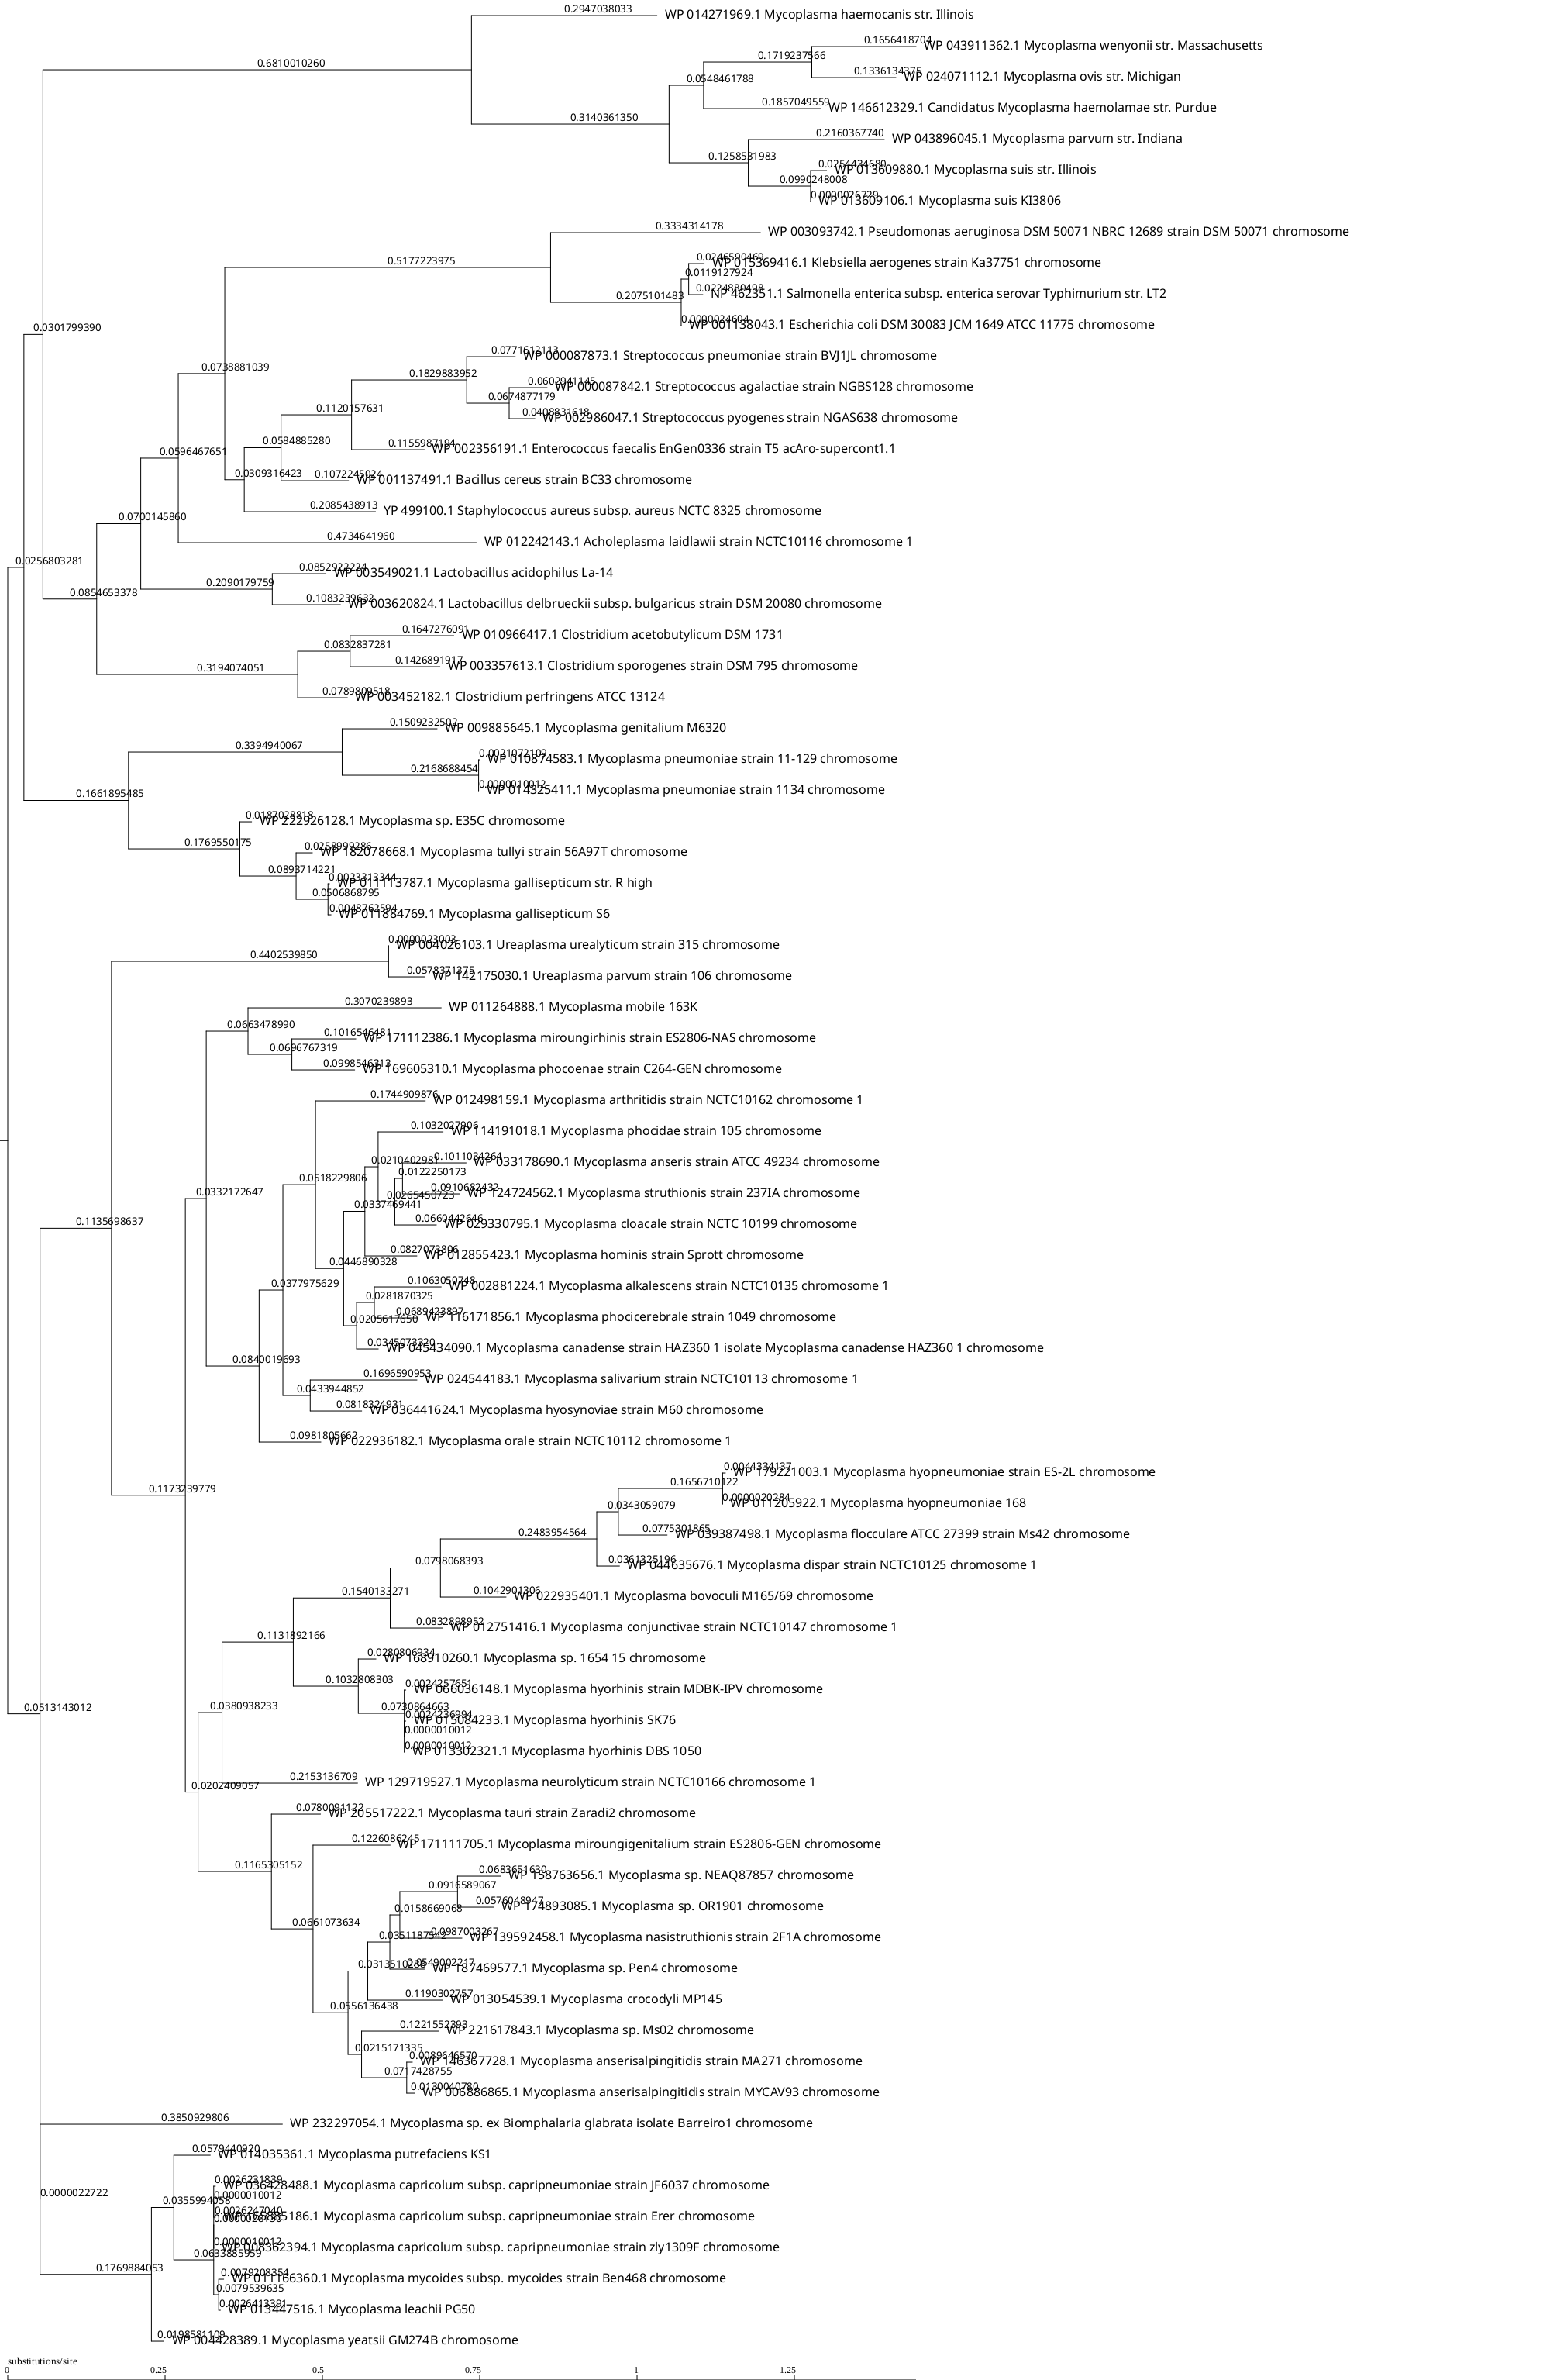 0.2947038033
WP 014271969.1 Mycoplasma haemocanis str. Illinois
0.1656418704
WP 043911362.1 Mycoplasma wenyonii str. Massachusetts
0.1719237566
0.6810010260
0.1336134375
WP 024071112.1 Mycoplasma ovis str. Michigan
0.0548461788
0.1857049559
WP 146612329.1 Candidatus Mycoplasma haemolamae str. Purdue
0.3140361350
0.2160367740
WP 043896045.1 Mycoplasma parvum str. Indiana
0.1258531983
0.0254434680
WP 013609880.1 Mycoplasma suis str. Illinois
0.0990248008
0.0000026729
WP 013609106.1 Mycoplasma suis KI3806
0.3334314178
WP 003093742.1 Pseudomonas aeruginosa DSM 50071 NBRC 12689 strain DSM 50071 chromosome
0.5177223975
0.0246590469
WP 015369416.1 Klebsiella aerogenes strain Ka37751 chromosome
0.0119127924
0.0224880498
NP 462351.1 Salmonella enterica subsp. enterica serovar Typhimurium str. LT2
0.2075101483
0.0000024604
WP 001138043.1 Escherichia coli DSM 30083 JCM 1649 ATCC 11775 chromosome
0.0301799390
0.0771612113
WP 000087873.1 Streptococcus pneumoniae strain BVJ1JL chromosome
0.0738881039
0.1829883952
0.0602941145
WP 000087842.1 Streptococcus agalactiae strain NGBS128 chromosome
0.0674877179
0.1120157631
0.0408831618
WP 002986047.1 Streptococcus pyogenes strain NGAS638 chromosome
0.0584885280
0.1155987194
WP 002356191.1 Enterococcus faecalis EnGen0336 strain T5 acAro-supercont1.1
0.0596467651
0.0309316423
0.1072245024
WP 001137491.1 Bacillus cereus strain BC33 chromosome
0.2085438913
YP 499100.1 Staphylococcus aureus subsp. aureus NCTC 8325 chromosome
0.0700145860
0.4734641960
WP 012242143.1 Acholeplasma laidlawii strain NCTC10116 chromosome 1
0.0256803281
0.0852922224
WP 003549021.1 Lactobacillus acidophilus La-14
0.2090179759
0.0854653378
0.1083239632
WP 003620824.1 Lactobacillus delbrueckii subsp. bulgaricus strain DSM 20080 chromosome
0.1647276091
WP 010966417.1 Clostridium acetobutylicum DSM 1731
0.0832837281
0.1426891917
WP 003357613.1 Clostridium sporogenes strain DSM 795 chromosome
0.3194074051
0.0789809518
WP 003452182.1 Clostridium perfringens ATCC 13124
0.1509232502
WP 009885645.1 Mycoplasma genitalium M6320
0.3394940067
0.0021072109
WP 010874583.1 Mycoplasma pneumoniae strain 11-129 chromosome
0.2168688454
0.0000010012
WP 014325411.1 Mycoplasma pneumoniae strain 1134 chromosome
0.1661895485
0.0187028818
WP 222926128.1 Mycoplasma sp. E35C chromosome
0.1769550175
0.0258999286
WP 182078668.1 Mycoplasma tullyi strain 56A97T chromosome
0.0893714221
0.0023313344
WP 011113787.1 Mycoplasma gallisepticum str. R high
0.0506868795
0.0048762594
WP 011884769.1 Mycoplasma gallisepticum S6
0.0000023003
WP 004026103.1 Ureaplasma urealyticum strain 315 chromosome
0.4402539850
0.0578371375
WP 142175030.1 Ureaplasma parvum strain 106 chromosome
0.3070239893
WP 011264888.1 Mycoplasma mobile 163K
0.0663478990
0.1016546481
WP 171112386.1 Mycoplasma miroungirhinis strain ES2806-NAS chromosome
0.0696767319
0.0998546313
WP 169605310.1 Mycoplasma phocoenae strain C264-GEN chromosome
0.1744909876
WP 012498159.1 Mycoplasma arthritidis strain NCTC10162 chromosome 1
0.1032027906
WP 114191018.1 Mycoplasma phocidae strain 105 chromosome
0.0210402981
0.1011034264
WP 033178690.1 Mycoplasma anseris strain ATCC 49234 chromosome
0.0122250173
0.0518229806
0.0910682432
WP 124724562.1 Mycoplasma struthionis strain 237IA chromosome
0.0332172647
0.0265450723
0.0337469441
0.0660442646
WP 029330795.1 Mycoplasma cloacale strain NCTC 10199 chromosome
0.1135698637
0.0827073806
WP 012855423.1 Mycoplasma hominis strain Sprott chromosome
0.0446890328
0.0377975629
0.1063050748
WP 002881224.1 Mycoplasma alkalescens strain NCTC10135 chromosome 1
0.0281870325
0.0689423897
WP 116171856.1 Mycoplasma phocicerebrale strain 1049 chromosome
0.0205617650
0.0345073320
WP 045434090.1 Mycoplasma canadense strain HAZ360 1 isolate Mycoplasma canadense HAZ360 1 chromosome
0.0840019693
0.1696590953
WP 024544183.1 Mycoplasma salivarium strain NCTC10113 chromosome 1
0.0433944852
0.0818324931
WP 036441624.1 Mycoplasma hyosynoviae strain M60 chromosome
0.0981805662
WP 022936182.1 Mycoplasma orale strain NCTC10112 chromosome 1
0.0044334137
WP 179221003.1 Mycoplasma hyopneumoniae strain ES-2L chromosome
0.1656710122
0.1173239779
0.0000020284
WP 011205922.1 Mycoplasma hyopneumoniae 168
0.0343059079
0.0775301865
WP 039387498.1 Mycoplasma flocculare ATCC 27399 strain Ms42 chromosome
0.2483954564
0.0361325196
WP 044635676.1 Mycoplasma dispar strain NCTC10125 chromosome 1
0.0798068393
0.1042901306
WP 022935401.1 Mycoplasma bovoculi M165/69 chromosome
0.1540133271
0.0832898952
WP 012751416.1 Mycoplasma conjunctivae strain NCTC10147 chromosome 1
0.1131892166
0.0280806934
WP 168910260.1 Mycoplasma sp. 1654 15 chromosome
0.1032808303
0.0024257651
WP 066036148.1 Mycoplasma hyorhinis strain MDBK-IPV chromosome
0.0513143012
0.0380938233
0.0730864663
0.0024236994
WP 015084233.1 Mycoplasma hyorhinis SK76
0.0000010012
0.0000010012
WP 013302321.1 Mycoplasma hyorhinis DBS 1050
0.2153136709
WP 129719527.1 Mycoplasma neurolyticum strain NCTC10166 chromosome 1
0.0202409057
0.0780091122
WP 205517222.1 Mycoplasma tauri strain Zaradi2 chromosome
0.1226086245
WP 171111705.1 Mycoplasma miroungigenitalium strain ES2806-GEN chromosome
0.1165305152
0.0683651630
WP 158763656.1 Mycoplasma sp. NEAQ87857 chromosome
0.0916589067
0.0576048947
WP 174893085.1 Mycoplasma sp. OR1901 chromosome
0.0158669068
0.0661073634
0.0987003267
WP 139592458.1 Mycoplasma nasistruthionis strain 2F1A chromosome
0.0351187542
0.0549002217
WP 187469577.1 Mycoplasma sp. Pen4 chromosome
0.0313510288
0.1190302757
WP 013054539.1 Mycoplasma crocodyli MP145
0.0556136438
0.1221552393
WP 221617843.1 Mycoplasma sp. Ms02 chromosome
0.0215171335
0.0089646570
WP 146367728.1 Mycoplasma anserisalpingitidis strain MA271 chromosome
0.0717428755
0.0130040780
WP 006886865.1 Mycoplasma anserisalpingitidis strain MYCAV93 chromosome
0.3850929806
WP 232297054.1 Mycoplasma sp. ex Biomphalaria glabrata isolate Barreiro1 chromosome
0.0579440920
WP 014035361.1 Mycoplasma putrefaciens KS1
0.0026231839
WP 036428488.1 Mycoplasma capricolum subsp. capripneumoniae strain JF6037 chromosome
0.0000022722
0.0000010012
0.0355994058
0.0026247040
Mycoplasma capricolum subsp. capripneumoniae strain Erer chromosome
0.0000010012
WP 008362394.1 Mycoplasma capricolum subsp. capripneumoniae strain zly1309F chromosome
0.0633885959
0.1769884053
0.0079208354
WP 011166360.1 Mycoplasma mycoides subsp. mycoides strain Ben468 chromosome
0.0079539635
0.0026413391
WP 013447516.1 Mycoplasma leachii PG50
0.0198581109
WP 004428389.1 Mycoplasma yeatsii GM274B chromosome
substitutions/site
0 0.25 0.5 0.75 1 1.25